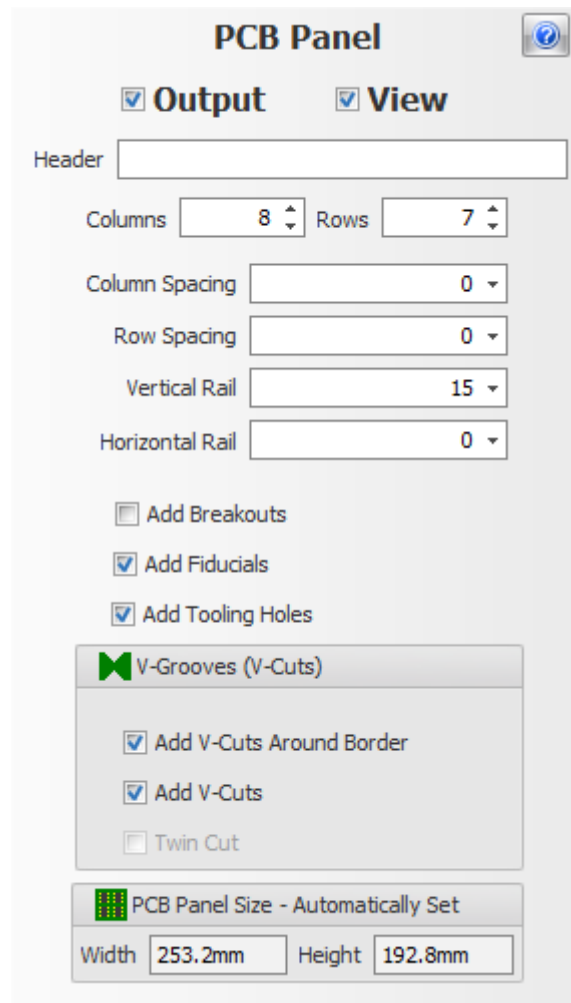 PCB Panel
Output View
Header
Columns 8 Rows 7
Column Spacing 0
Row Spacing 0
Vertical Rail 15
Horizontal Rail 0
Add Breakouts
Add Fiducials
Add Tooling Holes
V-Grooves (V-Cuts)
Add V-Cuts Around Border
Add V-Cuts
Twin Cut
PCB Panel Size - Automatically Set
Width 253.2mm Height 192.8mm